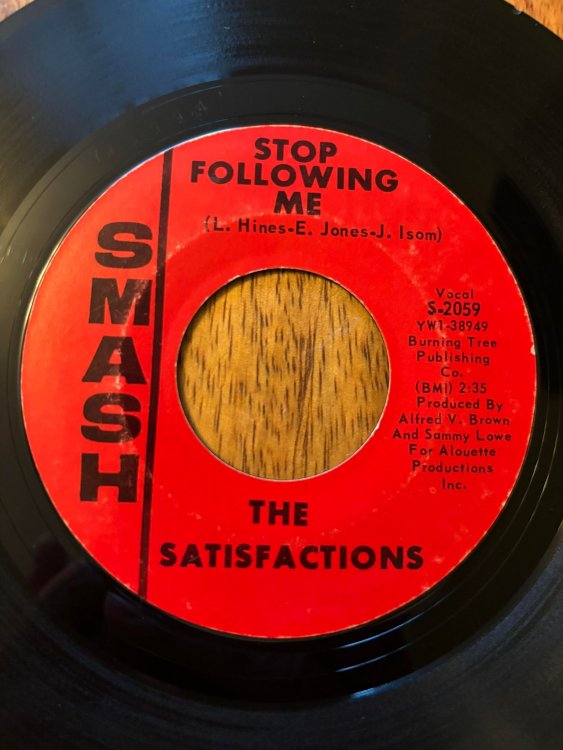 STOP
FOLLOWING
ME
(L. Hines-E. Jones-J. Isom)
SMASH
Vocal
S-2059
YW1-38949
Burning Tree
Publishing
Co.
(BMI) 2:35
Produced By
Alfred V. Brown
And Sammy Lowe
For Alouette
Productions
Inc.
THE
SATISFACTIONS